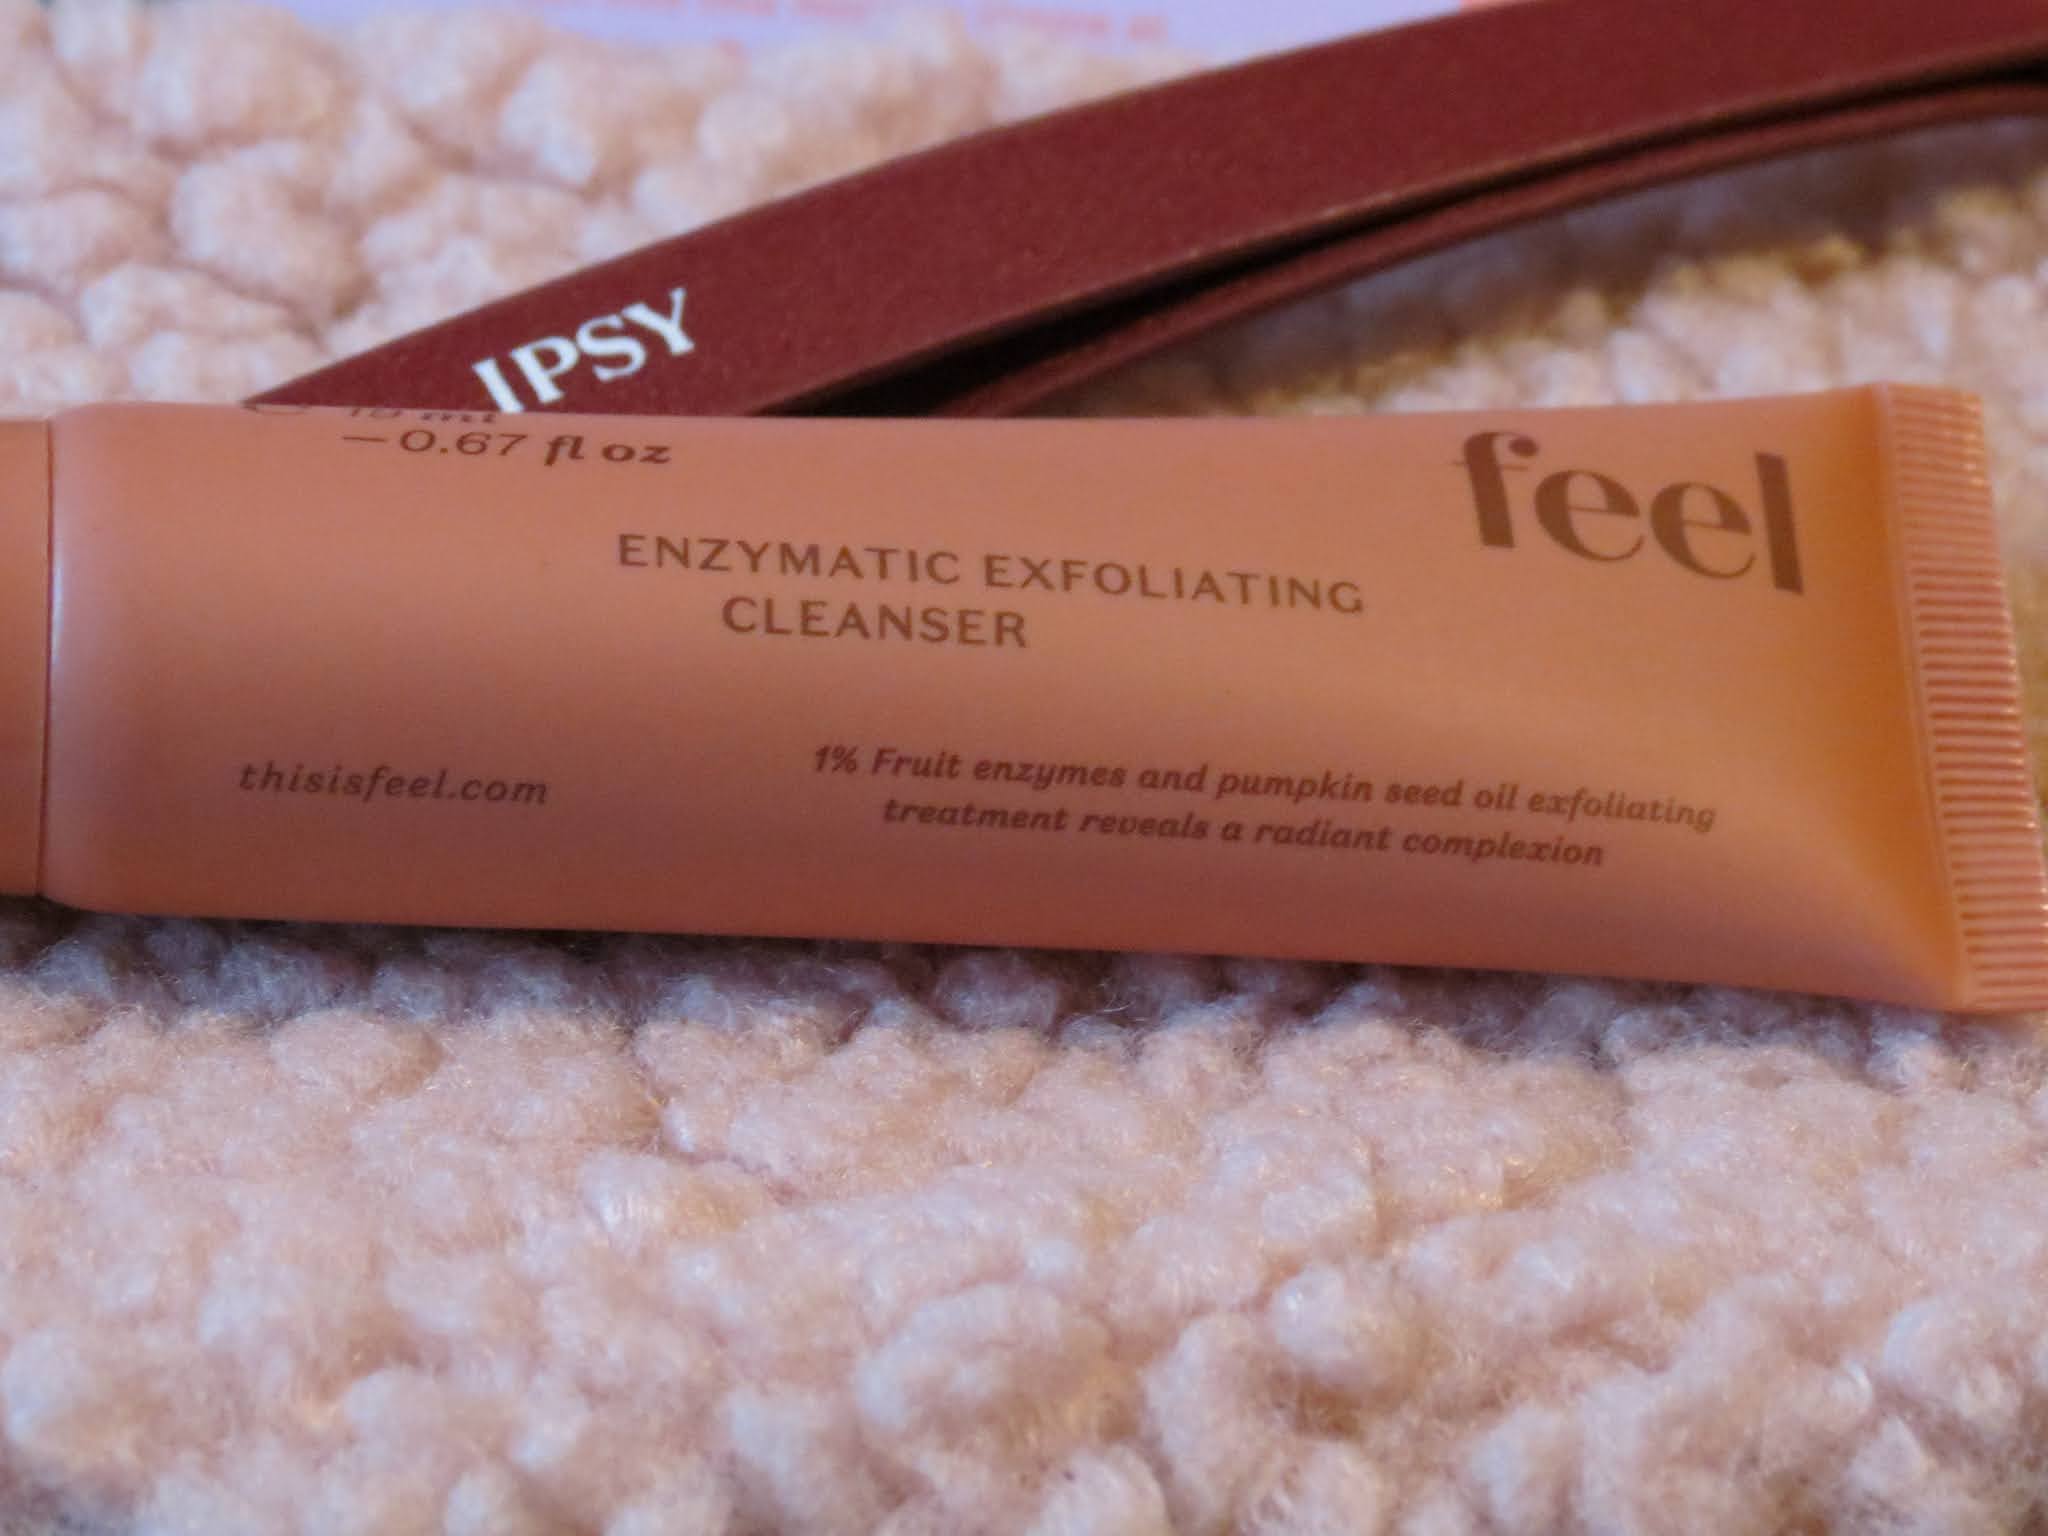 IPSY
—0.67 fl oz
feel
ENZYMATIC EXFOLIATING
CLEANSER
1% Fruit enzymes and pumpkin seed oil exfoliating
treatment reveals a radiant complexion
thisisfeel.com